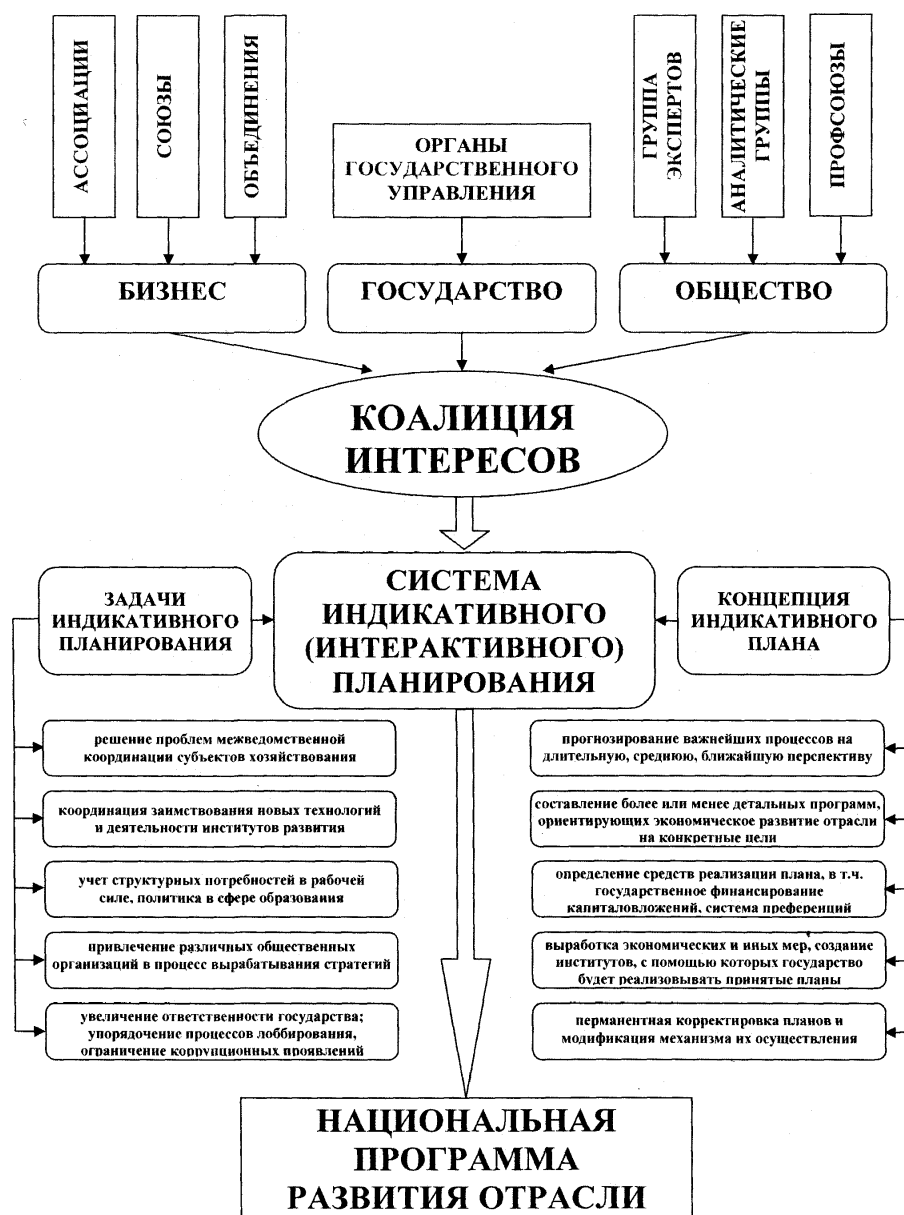 АССОЦИАЦИИ
СОЮЗЫ
ОБЪЕДИНЕНИЯ
ОРГАНЫ
ГОСУДАРСТВЕННОГО
УПРАВЛЕНИЯ
ГРУППА
ЭКСПЕРТОВ
АНАЛИТИЧЕСКИЕ
ГРУППЫ
ПРОФСОЮЗЫ
БИЗНЕС
ГОСУДАРСТВО
ОБЩЕСТВО
КОАЛИЦИЯ
ИНТЕРЕСОВ
ЗАДАЧИ
ИНДИКАТИВНОГО
ПЛАНИРОВАНИЯ
СИСТЕМА
ИНДИКАТИВНОГО
(ИНТЕРАКТИВНОГО)
ПЛАНИРОВАНИЯ
КОНЦЕПЦИЯ
ИНДИКАТИВНОГО
ПЛАНА
решение проблем межведомственной
координации субъектов хозяйствования
координация заимствования новых технологий
и деятельности институтов развития
учет структурных потребностей в рабочей
силе, политика в сфере образования
привлечение различных общественных
организаций в процесс вырабатывания стратегий
увеличение ответственности государства;
упорядочение процессов лоббирования,
ограничение коррупционных проявлений
прогнозирование важнейших процессов на
длительную, среднюю, ближайшую перспективу
составление более или менее детальных программ,
ориентирующих экономическое развитие отрасли
на конкретные цели
определение средств реализации плана, в т.ч.
государственное финансирование
капиталовложений, система преференций
выработка экономических и иных мер, создание
институтов, с помощью которых государство
будет реализовывать принятые планы
перманентная корректировка планов и
модификация механизма их осуществления
НАЦИОНАЛЬНАЯ
ПРОГРАММА
РАЗВИТИЯ ОТРАСЛИ